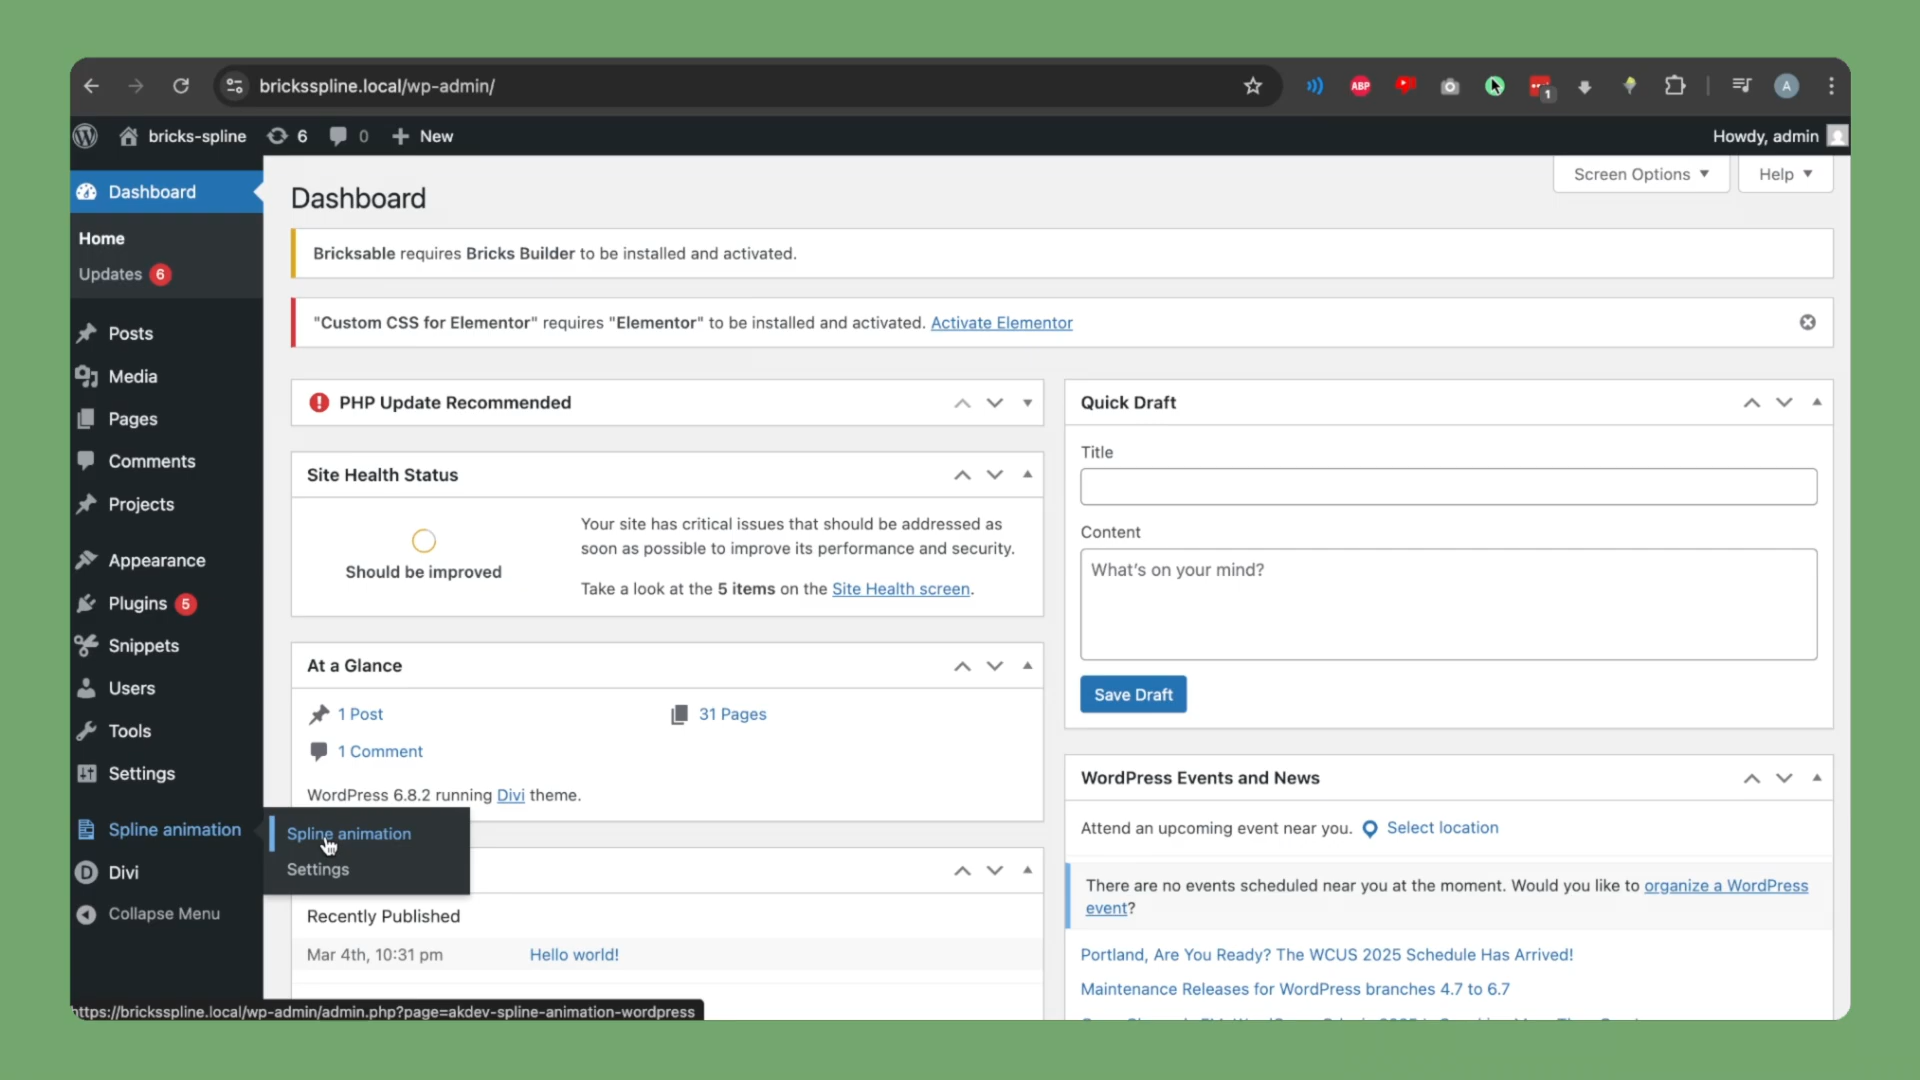 bricksspline.local/wp-admin/
ABP
1
A
bricks-spline
6
0
New
Howdy, admin
Dashboard
Home
Updates 6
Posts
Media
Pages
Comments
Projects
Appearance
Plugins 5
Snippets
Users
Tools
Settings
Spline animation
Divi
Collapse Menu
Spline animation
Settings
Screen Options
Help
Dashboard
Bricksable requires Bricks Builder to be installed and activated.
"Custom CSS for Elementor" requires "Elementor" to be installed and activated. Activate Elementor
PHP Update Recommended
Site Health Status
Should be improved
Your site has critical issues that should be addressed as
soon as possible to improve its performance and security.
Take a look at the 5 items on the Site Health screen.
At a Glance
1 Post
31 Pages
1 Comment
WordPress 6.8.2 running Divi theme.
Recently Published
Mar 4th, 10:31 pm
Hello world!
Quick Draft
Title
Content
What's on your mind?
Save Draft
WordPress Events and News
Attend an upcoming event near you. Select location
There are no events scheduled near you at the moment. Would you like to organize a WordPress
event?
Portland, Are You Ready? The WCUS 2025 Schedule Has Arrived!
Maintenance Releases for WordPress branches 4.7 to 6.7
https://bricksspline.local/wp-admin/admin.php?page=akdev-spline-animation-wordpress